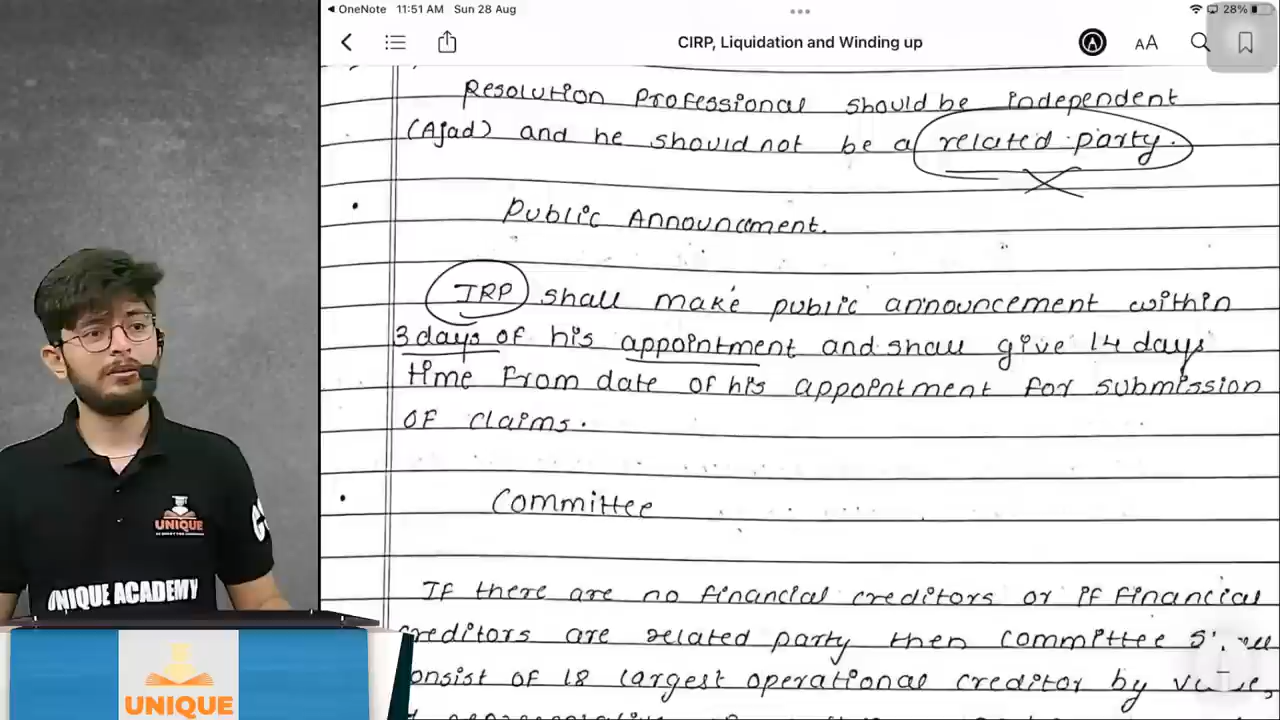 OneNote 11:51 AM Sun 28 Aug 28%
CIRP, Liquidation and Winding up
AA
Resolution Professional should be independent
(Ajad) and he should not be a related party.
Public Announcment.
IRP shall make public announcement within
3 days of his appointment and shall give 14 days
time from date of his appointment for submission
of claims.
Committee
If there are no financial creditors or if financial
creditors are related party then committee
consist of 18 largest operational creditor by
UNIQUE
UNIQUE ACADEMY
UNIQUE